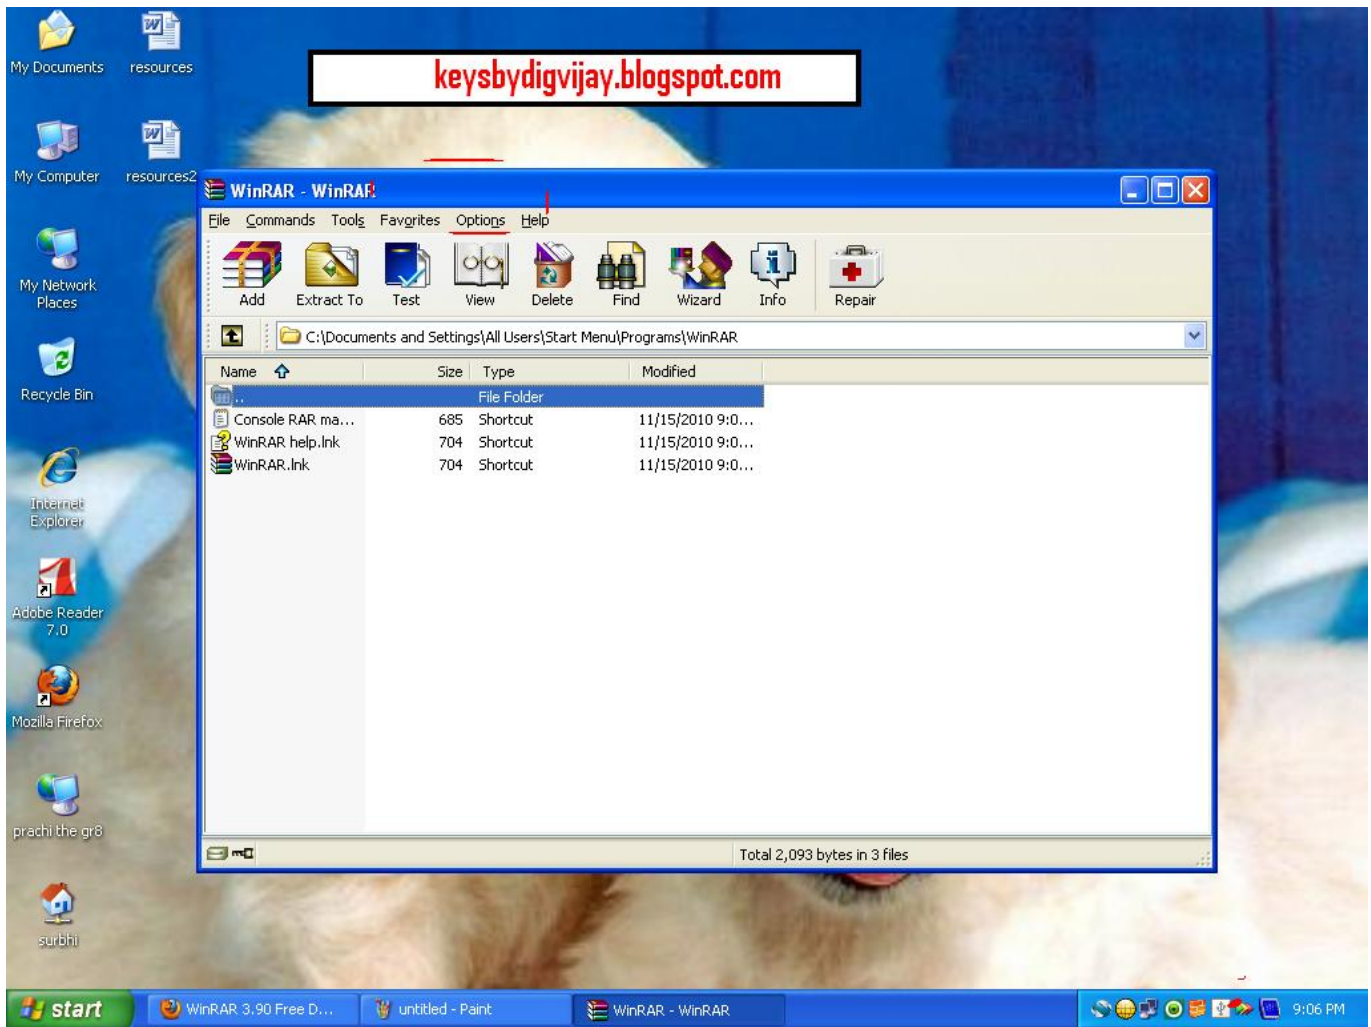 My Documents
resources
keysbydigvijay.blogspot.com
My Computer
resources2
WinRAR - WinRAR
File Commands Tools Favorites Options Help
Add Extract To Test View Delete Find Wizard Info Repair
My Network
Places
C:\Documents and Settings\All Users\Start Menu\Programs\WinRAR
Name Size Type Modified
.. File Folder
Console RAR ma... 685 Shortcut 11/15/2010 9:0...
WinRAR help.lnk 704 Shortcut 11/15/2010 9:0...
WinRAR.lnk 704 Shortcut 11/15/2010 9:0...
Recycle Bin
Internet
Explorer
Adobe Reader
7.0
Mozilla Firefox
prachi the gr8
Total 2,093 bytes in 3 files
surbhi
start
WinRAR 3.90 Free D...
untitled - Paint
WinRAR - WinRAR
9:06 PM